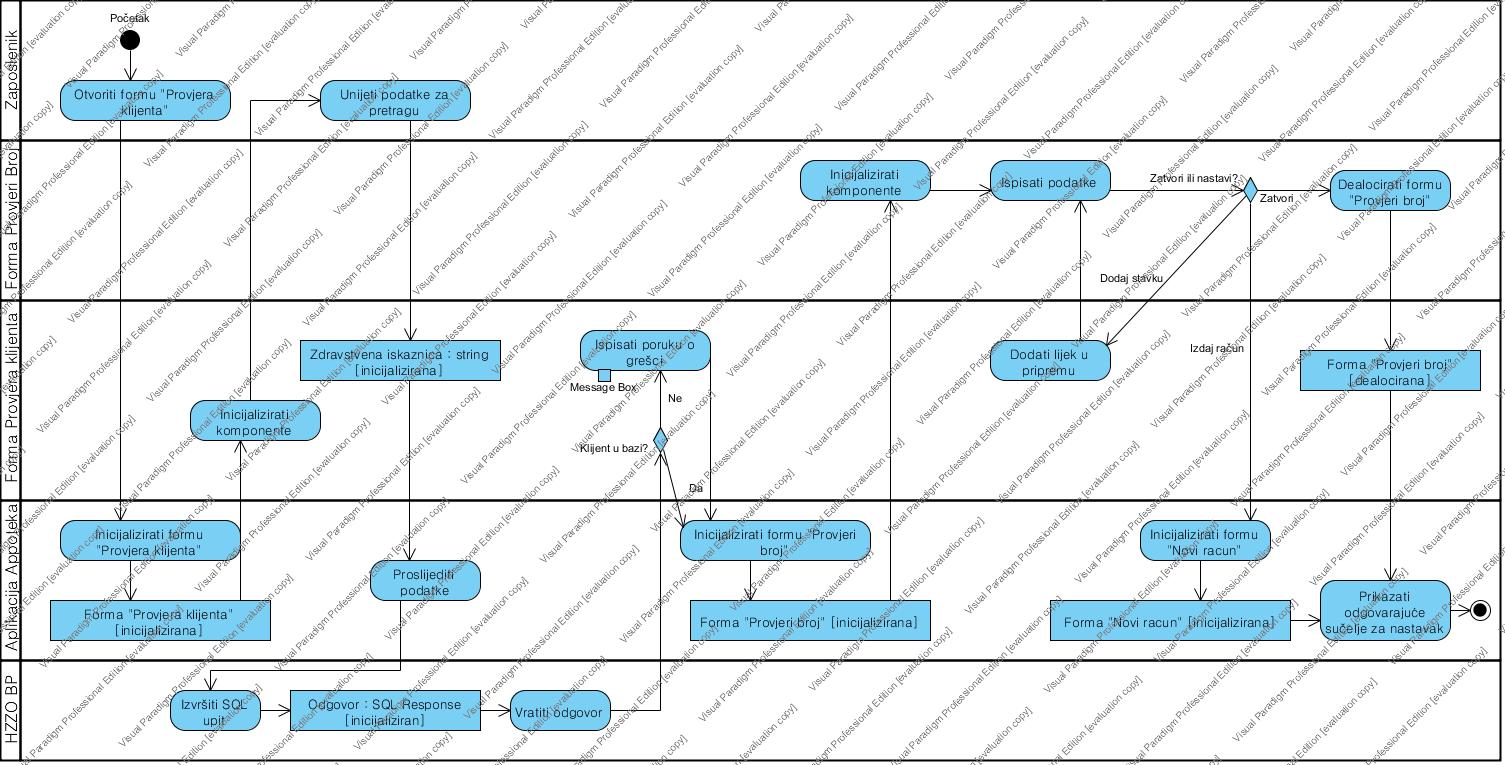 Zaposlenik
Početak
Otvoriti formu "Provjera
klijenta"
Unijeti podatke za
pretragu
Forma Provjeri Broj
Inicijalizirati
komponente
Ispisati podatke
Zatvori ili nastavi?
Zatvori
Dealocirati formu
"Provjeri broj"
Dodaj stavku
Forma Provjera klijenta
Zdravstvena iskaznica : string
[inicijalizirana]
Inicijalizirati
komponente
Ispisati poruku o
grešci
Message Box
Ne
Klijent u bazi?
Da
Dodati lijek u
pripremu
Izdaj račun
Forma "Provjeri broj"
[dealocirana]
Aplikacija Appojeka
Inicijalizirati formu
"Provjera klijenta"
Forma "Provjera klijenta"
[inicijalizirana]
Proslijediti
podatke
Inicijalizirati formu "Provjeri
broj"
Forma "Provjeri broj" [inicijalizirana]
Inicijalizirati formu
"Novi racun"
Forma "Novi racun" [inicijalizirana]
Prikazati
odgovarajuće
sučelje za nastavak
HZZO BP
Izvršiti SQL
upit
Odgovor : SQL Response
[inicijaliziran]
Vratiti odgovor
Visual Paradigm Professional Edition [evaluation copy]